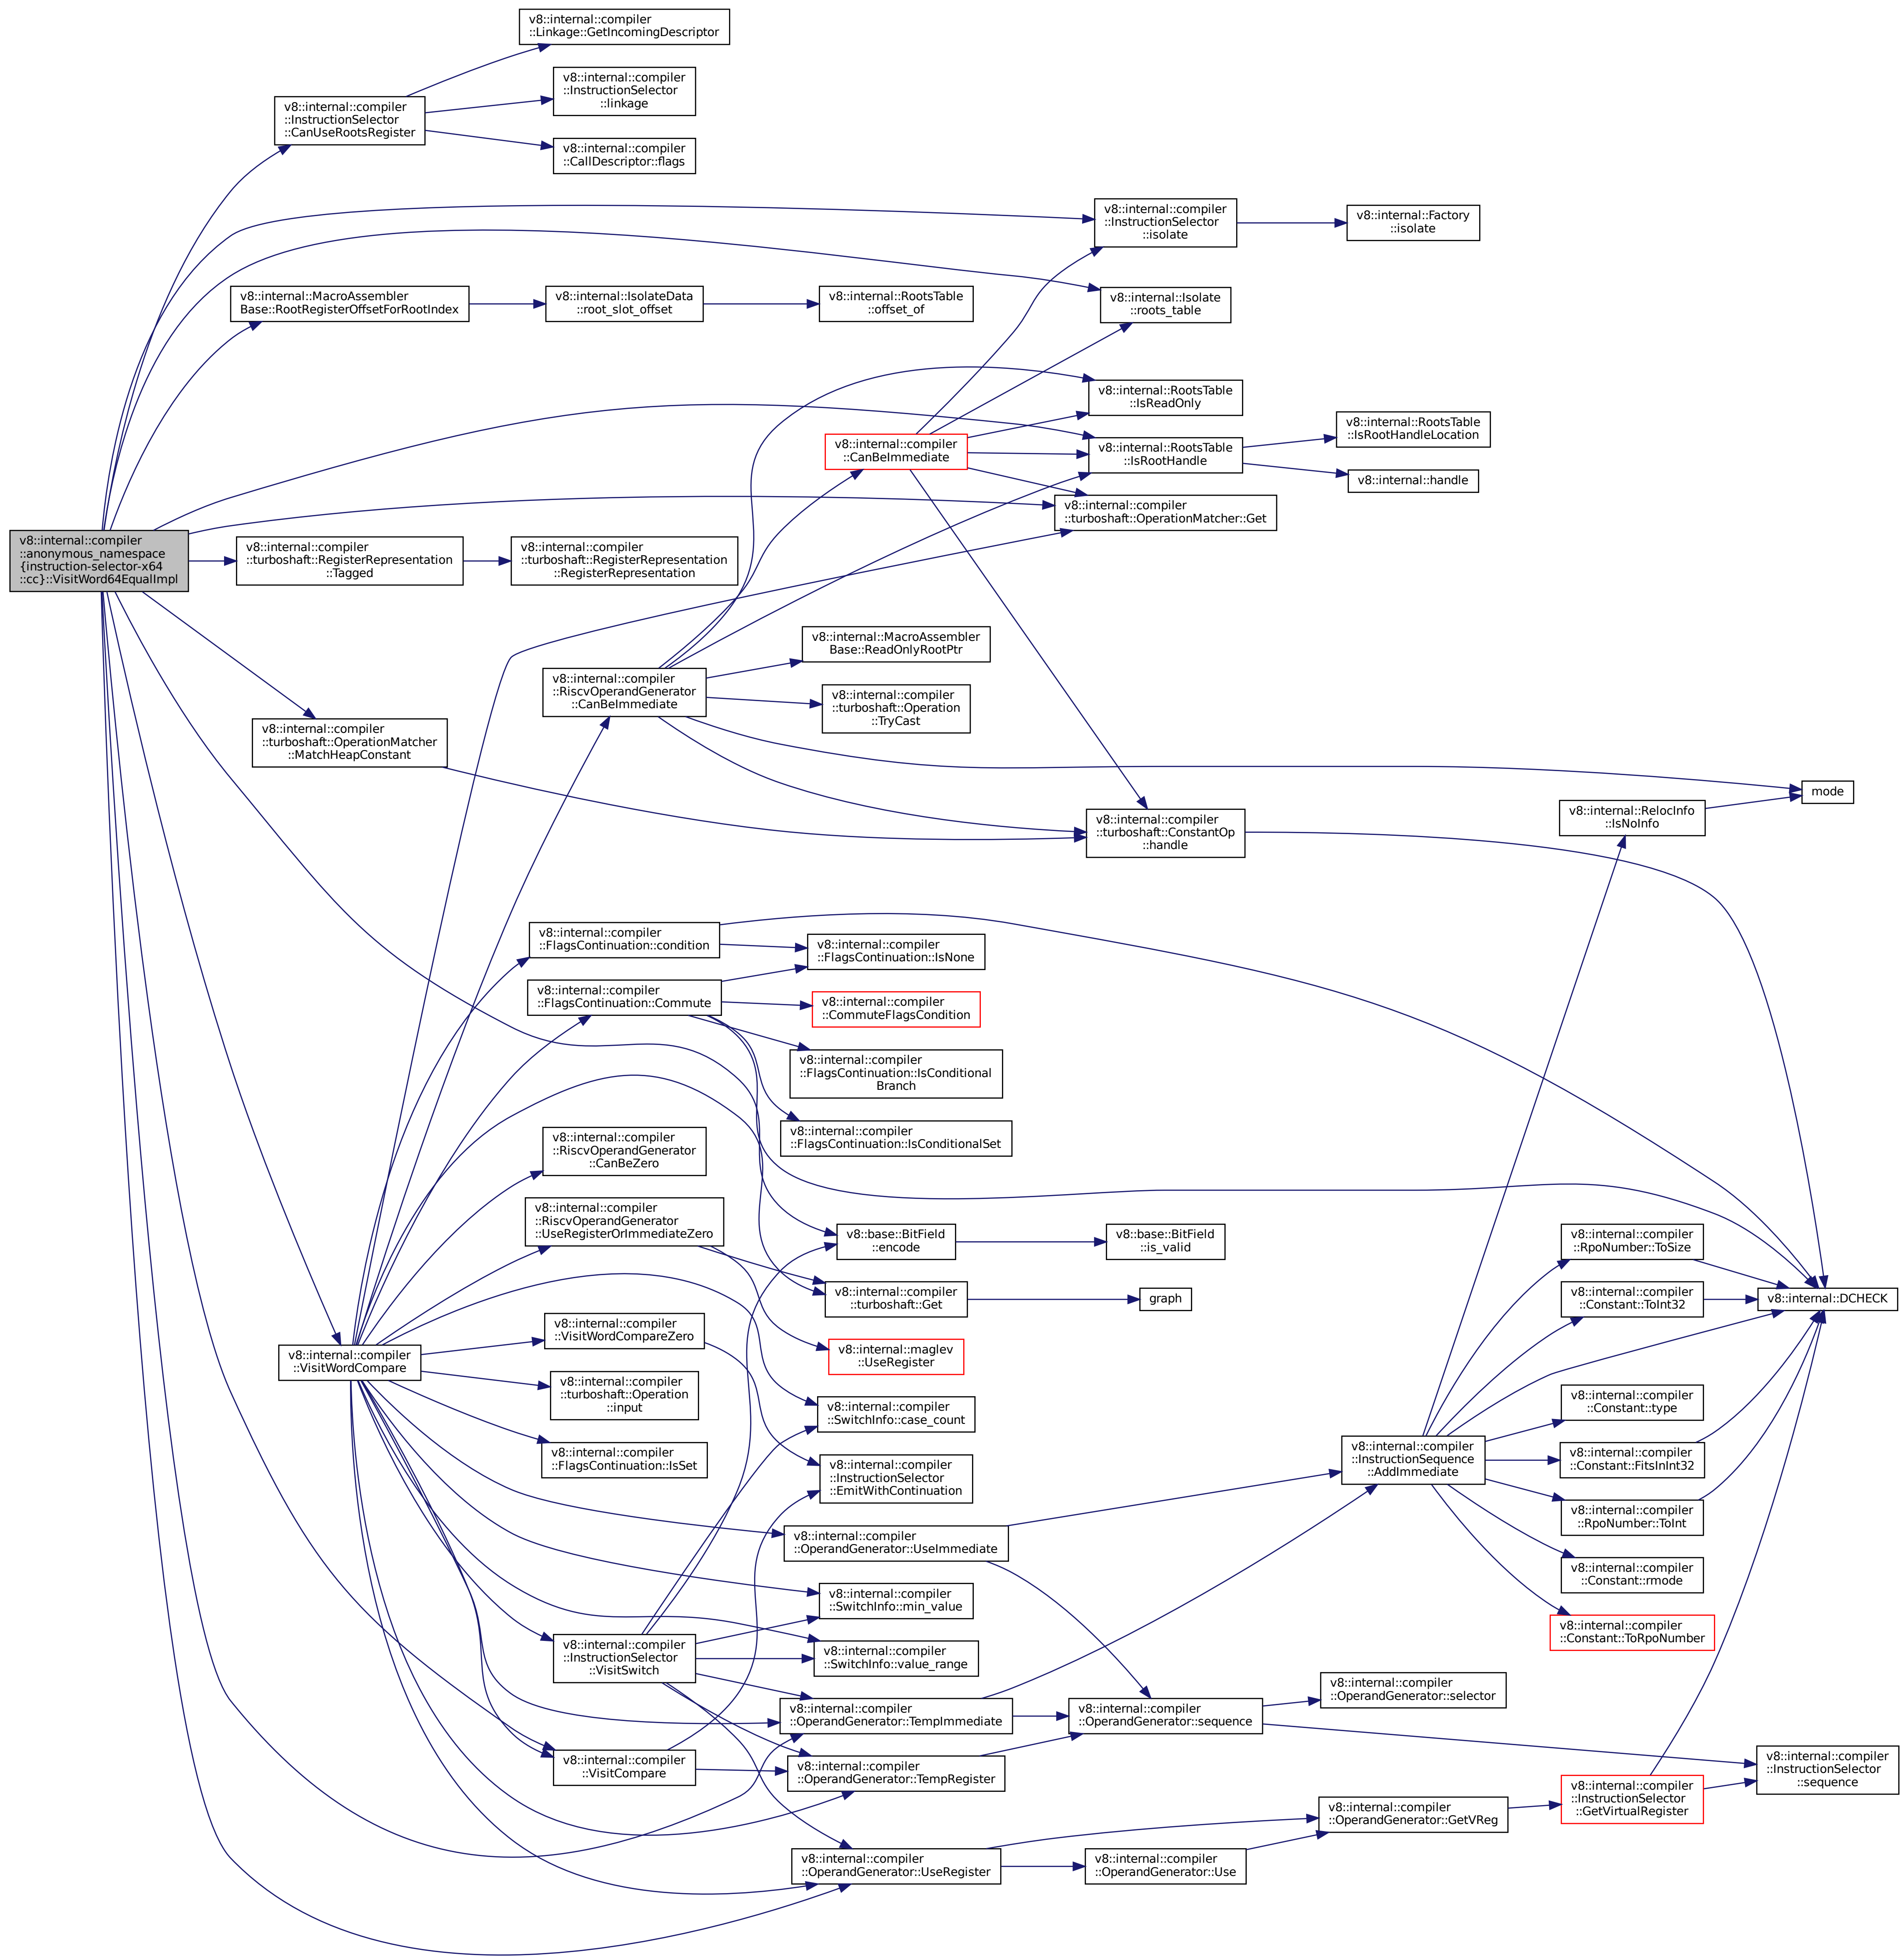 v8::internal::compiler
::Linkage::GetIncomingDescriptor
v8::internal::compiler
::InstructionSelector
::linkage
v8::internal::compiler
::InstructionSelector
::CanUseRootsRegister
v8::internal::compiler
::CallDescriptor::flags
v8::internal::compiler
::InstructionSelector
::isolate
v8::internal::Factory
::isolate
v8::internal::MacroAssembler
Base::RootRegisterOffsetForRootIndex
v8::internal::IsolateData
::root_slot_offset
v8::internal::RootsTable
::offset_of
v8::internal::Isolate
::roots_table
v8::internal::RootsTable
::IsReadOnly
v8::internal::compiler
::CanBeImmediate
v8::internal::RootsTable
::IsRootHandle
v8::internal::RootsTable
::IsRootHandleLocation
v8::internal::handle
v8::internal::compiler
::turboshaft::OperationMatcher::Get
v8::internal::compiler
::anonymous_namespace
{instruction-selector-x64
::cc}::VisitWord64EqualImpl
v8::internal::compiler
::turboshaft::RegisterRepresentation
::Tagged
v8::internal::compiler
::turboshaft::RegisterRepresentation
::RegisterRepresentation
v8::internal::MacroAssembler
Base::ReadOnlyRootPtr
v8::internal::compiler
::RiscvOperandGenerator
::CanBeImmediate
v8::internal::compiler
::turboshaft::Operation
::TryCast
v8::internal::compiler
::turboshaft::OperationMatcher
::MatchHeapConstant
mode
v8::internal::compiler
::turboshaft::ConstantOp
::handle
v8::internal::RelocInfo
::IsNoInfo
v8::internal::compiler
::FlagsContinuation::condition
v8::internal::compiler
::FlagsContinuation::IsNone
v8::internal::compiler
::FlagsContinuation::Commute
v8::internal::compiler
::CommuteFlagsCondition
v8::internal::compiler
::FlagsContinuation::IsConditional
Branch
v8::internal::compiler
::FlagsContinuation::IsConditionalSet
v8::internal::compiler
::RiscvOperandGenerator
::CanBeZero
v8::internal::compiler
::RiscvOperandGenerator
::UseRegisterOrImmediateZero
v8::base::BitField
::encode
v8::base::BitField
::is_valid
v8::internal::compiler
::RpoNumber::ToSize
v8::internal::compiler
::turboshaft::Get
graph
v8::internal::compiler
::Constant::ToInt32
v8::internal::DCHECK
v8::internal::compiler
::VisitWordCompareZero
v8::internal::compiler
::VisitWordCompare
v8::internal::maglev
::UseRegister
v8::internal::compiler
::turboshaft::Operation
::input
v8::internal::compiler
::SwitchInfo::case_count
v8::internal::compiler
::Constant::type
v8::internal::compiler
::FlagsContinuation::IsSet
v8::internal::compiler
::InstructionSelector
::EmitWithContinuation
v8::internal::compiler
::InstructionSequence
::AddImmediate
v8::internal::compiler
::Constant::FitsInInt32
v8::internal::compiler
::RpoNumber::ToInt
v8::internal::compiler
::OperandGenerator::UseImmediate
v8::internal::compiler
::Constant::rmode
v8::internal::compiler
::SwitchInfo::min_value
v8::internal::compiler
::Constant::ToRpoNumber
v8::internal::compiler
::InstructionSelector
::VisitSwitch
v8::internal::compiler
::SwitchInfo::value_range
v8::internal::compiler
::OperandGenerator::selector
v8::internal::compiler
::OperandGenerator::TempImmediate
v8::internal::compiler
::OperandGenerator::sequence
v8::internal::compiler
::VisitCompare
v8::internal::compiler
::OperandGenerator::TempRegister
v8::internal::compiler
::InstructionSelector
::sequence
v8::internal::compiler
::InstructionSelector
::GetVirtualRegister
v8::internal::compiler
::OperandGenerator::GetVReg
v8::internal::compiler
::OperandGenerator::UseRegister
v8::internal::compiler
::OperandGenerator::Use